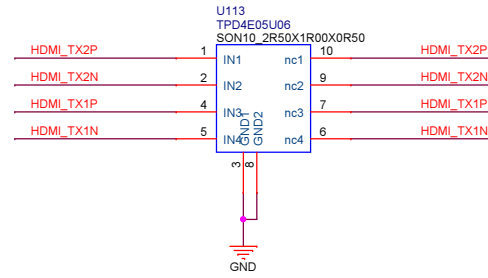 U113
TPD4E05U06
SON10_2R50X1R00X0R50
HDMI_TX2P 1 IN1 nc1 10 HDMI_TX2P
HDMI_TX2N 2 IN2 nc2 9 HDMI_TX2N
HDMI_TX1P 4 IN3 nc3 7 HDMI_TX1P
HDMI_TX1N 5 IN4 nc4 6 HDMI_TX1N
GND1
GND2
3
8
GND